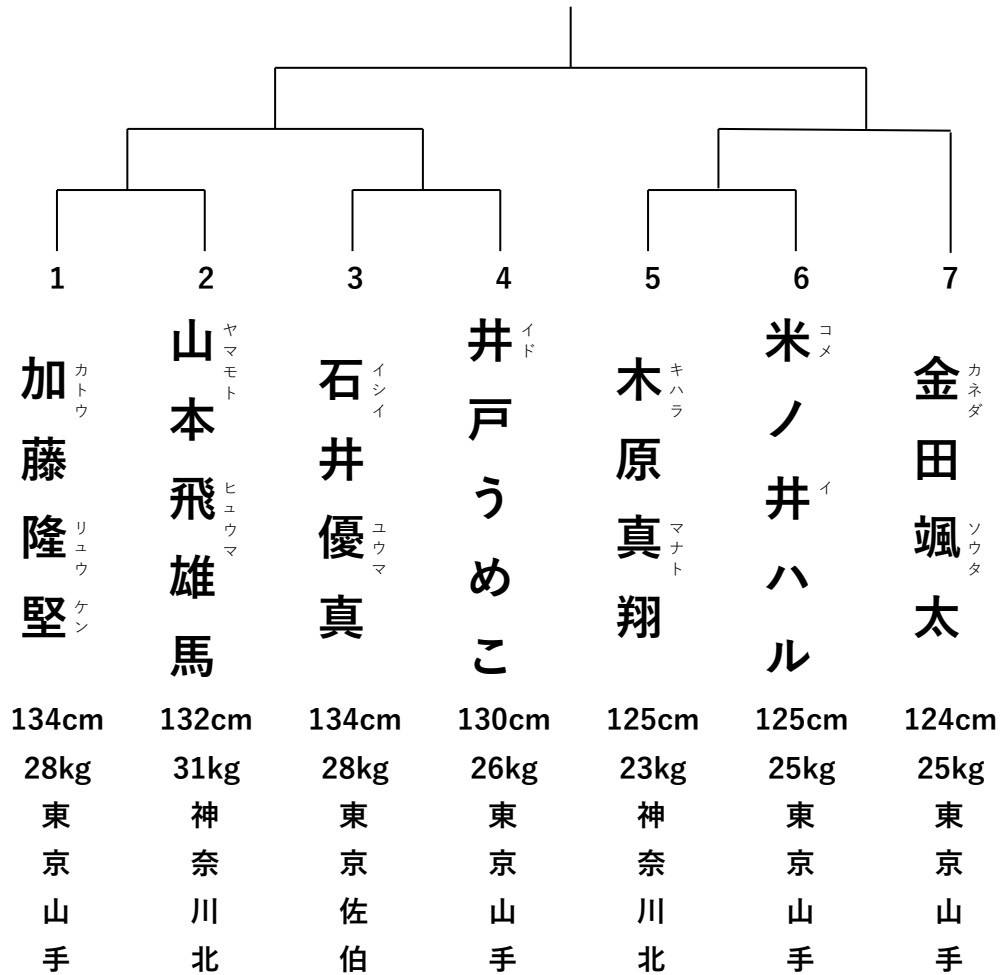 1
加藤隆堅
カトウ
リュウ
ケン
134cm
28kg
東京山手
2
山本飛雄馬
ヤマモト
ヒュウマ
132cm
31kg
神奈川北
3
石井優真
イシイ
ユウマ
134cm
28kg
東京佐伯
4
井戸うめこ
イド
130cm
26kg
東京山手
5
木原真翔
キハラ
マナト
125cm
23kg
神奈川北
6
米ノ井ハル
コメ
イ
125cm
25kg
東京山手
7
金田颯太
カネダ
ソウタ
124cm
25kg
東京山手